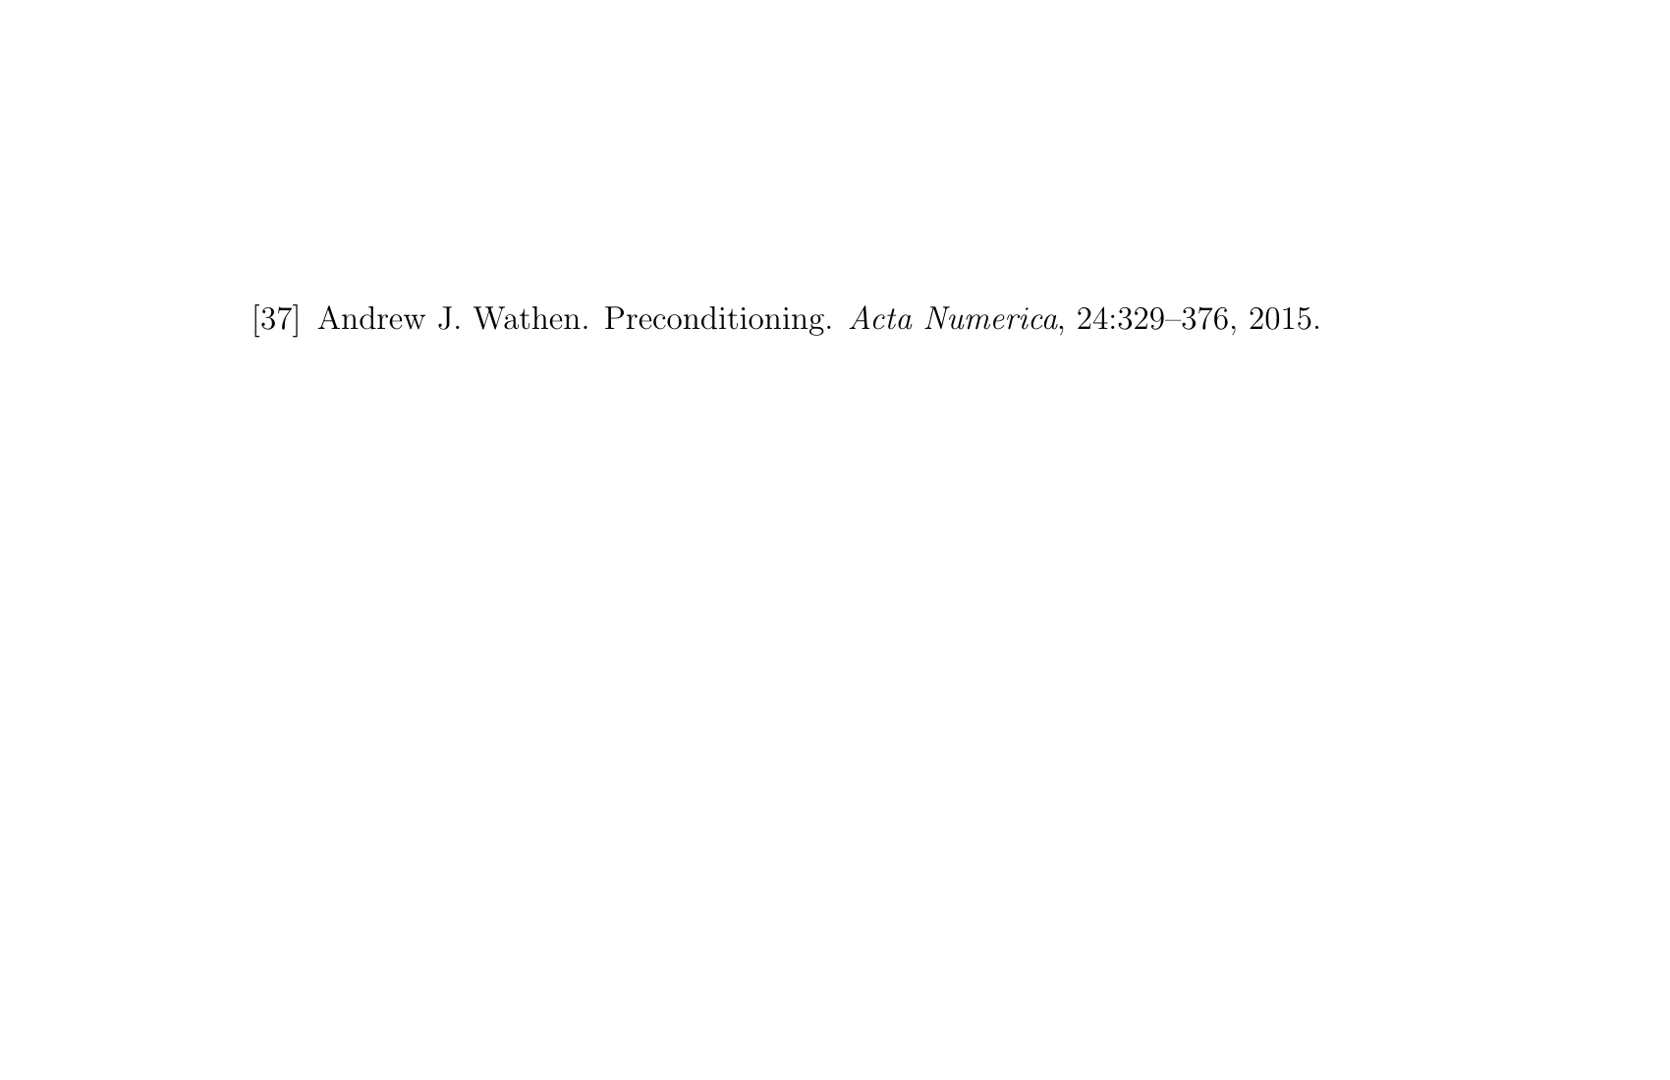 [37] Andrew J. Wathen. Preconditioning. Acta Numerica, 24:329–376, 2015.